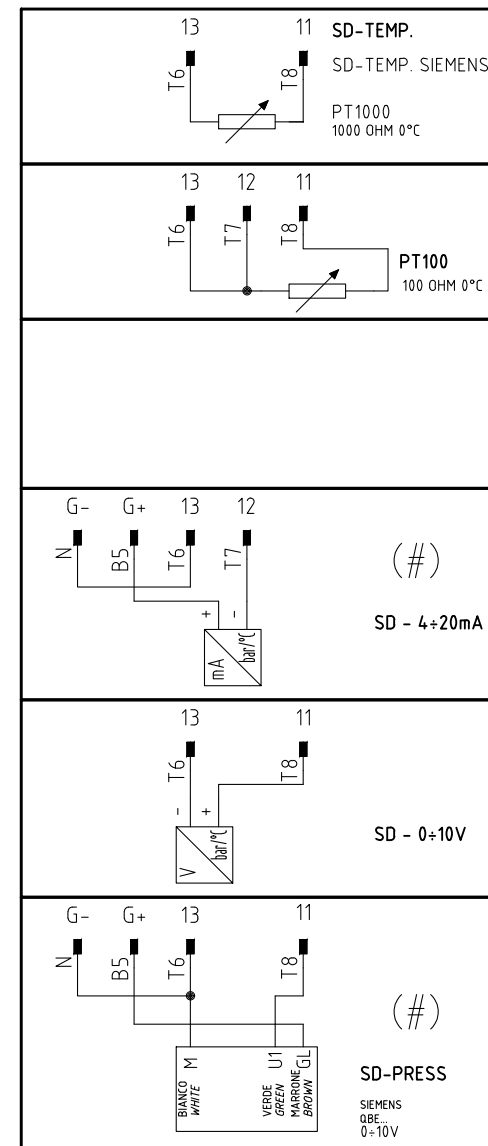 13 11 SD-TEMP.
T6 T8 SD-TEMP. SIEMENS
PT1000
1000 OHM 0°C
13 12 11
T6 T7 T8
PT100
100 OHM 0°C
G- G+ 13 12
N B5 T6 T7
(#)
+ -
mA bar/°C
SD - 4÷20mA
13 11
T6 T8
- +
V bar/°C
SD - 0÷10V
G- G+ 13 11
N B5 T6 T8
(#)
M U1 GL
BIANCO
WHITE
VERDE
GREEN
MARRONE
BROWN
SD-PRESS
SIEMENS
QBE...
0÷10V